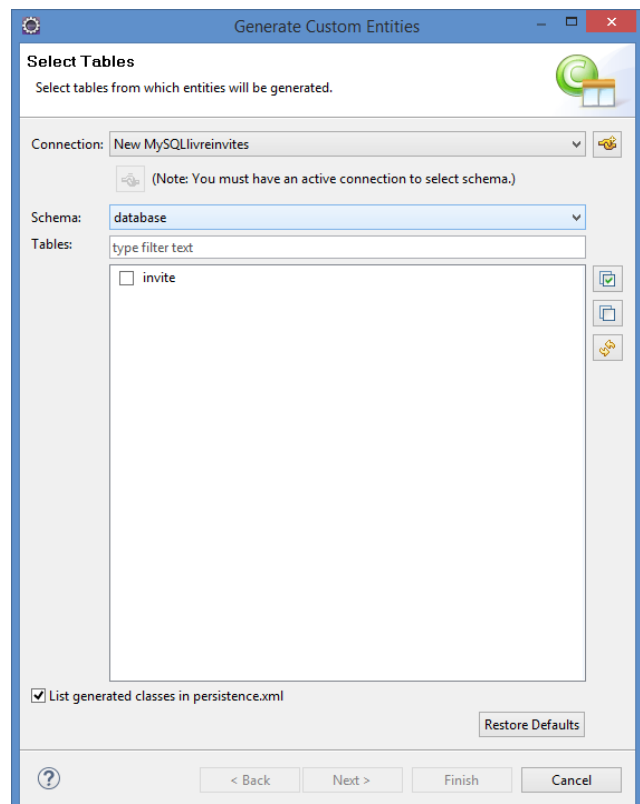 Generate Custom Entities
Select Tables
Select tables from which entities will be generated.
Connection: New MySQLlivreinvites
(Note: You must have an active connection to select schema.)
Schema: database
Tables: type filter text
invite
List generated classes in persistence.xml
Restore Defaults
? < Back Next > Finish Cancel